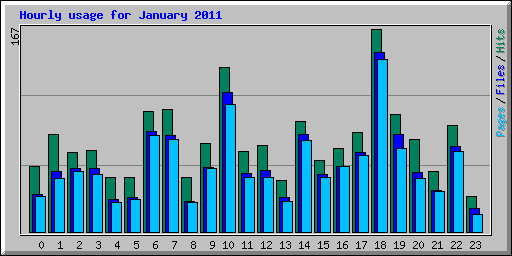 Hourly usage for January 2011
167
Pages/Files/Hits
0 1 2 3 4 5 6 7 8 9 10 11 12 13 14 15 16 17 18 19 20 21 22 23